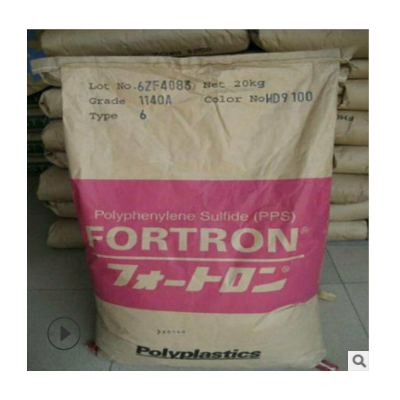 Lot No. 6ZF4083 Net 20kg
Grade 1140A Color No HD9100
Type 6
Polyphenylene Sulfide (PPS)
FORTRON®
フォートロン®
Polyplastics